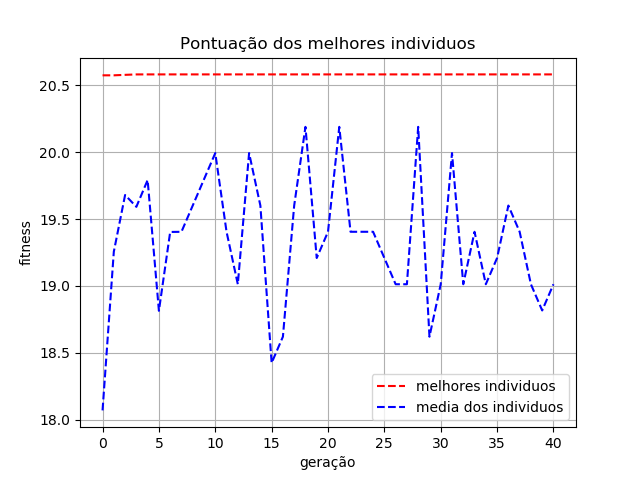 Pontuação dos melhores individuos
20.5
20.0
19.5
19.0
18.5
18.0
fitness
0 5 10 15 20 25 30 35 40
geração
melhores individuos
media dos individuos